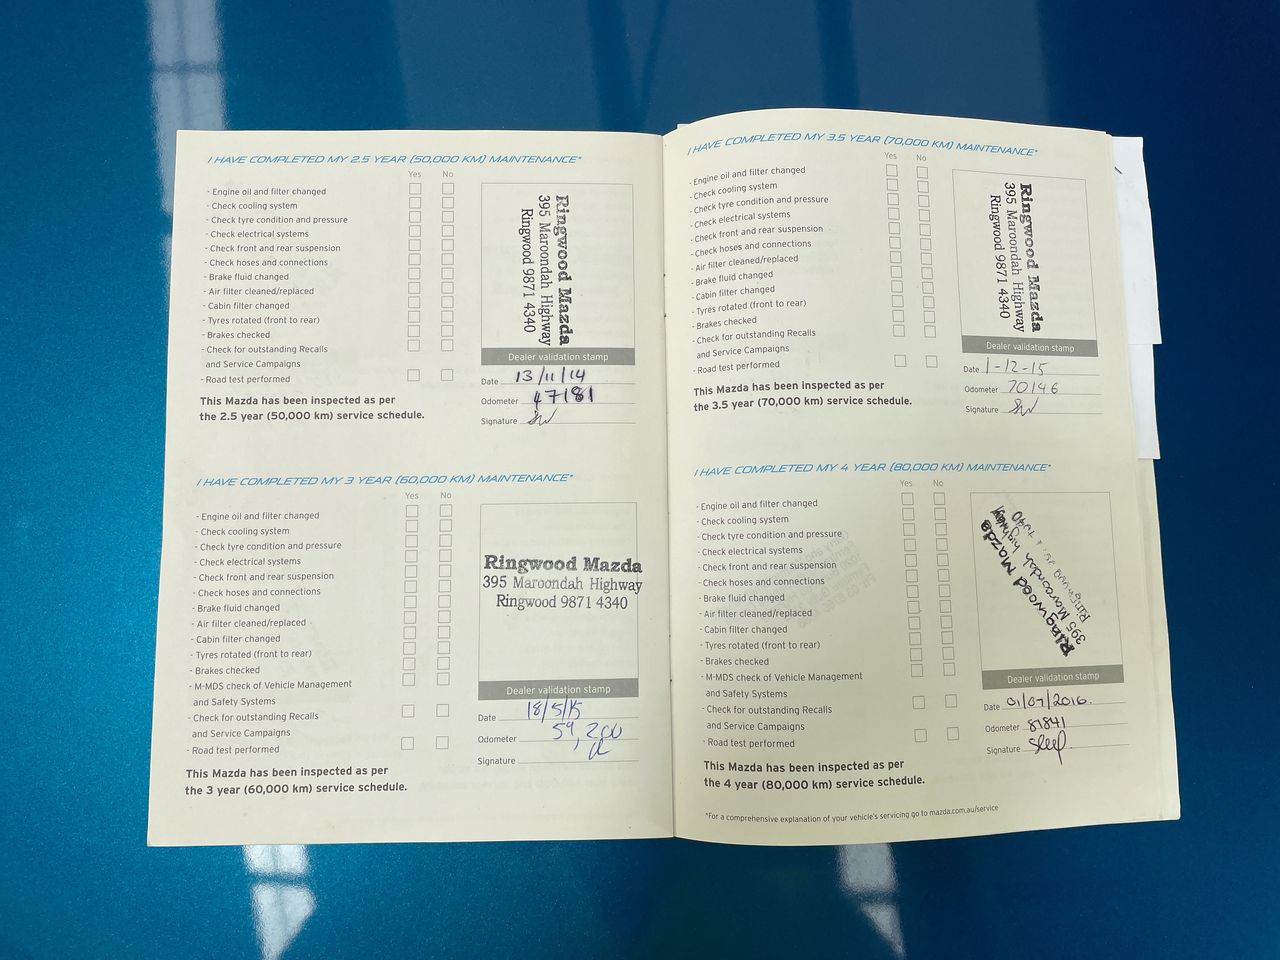 I HAVE COMPLETED MY 2.5 YEAR (50,000 KM) MAINTENANCE*
Yes No
- Engine oil and filter changed
- Check cooling system
- Check tyre condition and pressure
- Check electrical systems
- Check front and rear suspension
- Check hoses and connections
- Brake fluid changed
- Air filter cleaned/replaced
- Cabin filter changed
- Tyres rotated (front to rear)
- Brakes checked
- Check for outstanding Recalls
and Service Campaigns
- Road test performed
This Mazda has been inspected as per
the 2.5 year (50,000 km) service schedule.
Ringwood Mazda
395 Maroondah Highway
Ringwood 9871 4340
Dealer validation stamp
Date 13/11/14
Odometer 47181
Signature
I HAVE COMPLETED MY 3 YEAR (60,000 KM) MAINTENANCE*
Yes No
- Engine oil and filter changed
- Check cooling system
- Check tyre condition and pressure
- Check electrical systems
- Check front and rear suspension
- Check hoses and connections
- Brake fluid changed
- Air filter cleaned/replaced
- Cabin filter changed
- Tyres rotated (front to rear)
- Brakes checked
- M-MDS check of Vehicle Management
and Safety Systems
- Check for outstanding Recalls
and Service Campaigns
- Road test performed
This Mazda has been inspected as per
the 3 year (60,000 km) service schedule.
Ringwood Mazda
395 Maroondah Highway
Ringwood 9871 4340
Dealer validation stamp
Date 18/5/15
Odometer 59,200
Signature
I HAVE COMPLETED MY 3.5 YEAR (70,000 KM) MAINTENANCE*
Yes No
- Engine oil and filter changed
- Check cooling system
- Check tyre condition and pressure
- Check electrical systems
- Check front and rear suspension
- Check hoses and connections
- Air filter cleaned/replaced
- Brake fluid changed
- Cabin filter changed
- Tyres rotated (front to rear)
- Brakes checked
- Check for outstanding Recalls
and Service Campaigns
- Road test performed
This Mazda has been inspected as per
the 3.5 year (70,000 km) service schedule.
Ringwood Mazda
395 Maroondah Highway
Ringwood 9871 4340
Dealer validation stamp
Date 1-12-15
Odometer 70146
Signature
I HAVE COMPLETED MY 4 YEAR (80,000 KM) MAINTENANCE*
Yes No
- Engine oil and filter changed
- Check cooling system
- Check tyre condition and pressure
- Check electrical systems
- Check front and rear suspension
- Check hoses and connections
- Brake fluid changed
- Air filter cleaned/replaced
- Cabin filter changed
- Tyres rotated (front to rear)
- Brakes checked
- M-MDS check of Vehicle Management
and Safety Systems
- Check for outstanding Recalls
and Service Campaigns
- Road test performed
This Mazda has been inspected as per
the 4 year (80,000 km) service schedule.
Ringwood Mazda
395 Maroondah Highway
Ringwood
Dealer validation stamp
Date 01/07/2016.
Odometer 81841
Signature
*For a comprehensive explanation of your vehicle's servicing go to mazda.com.au/service